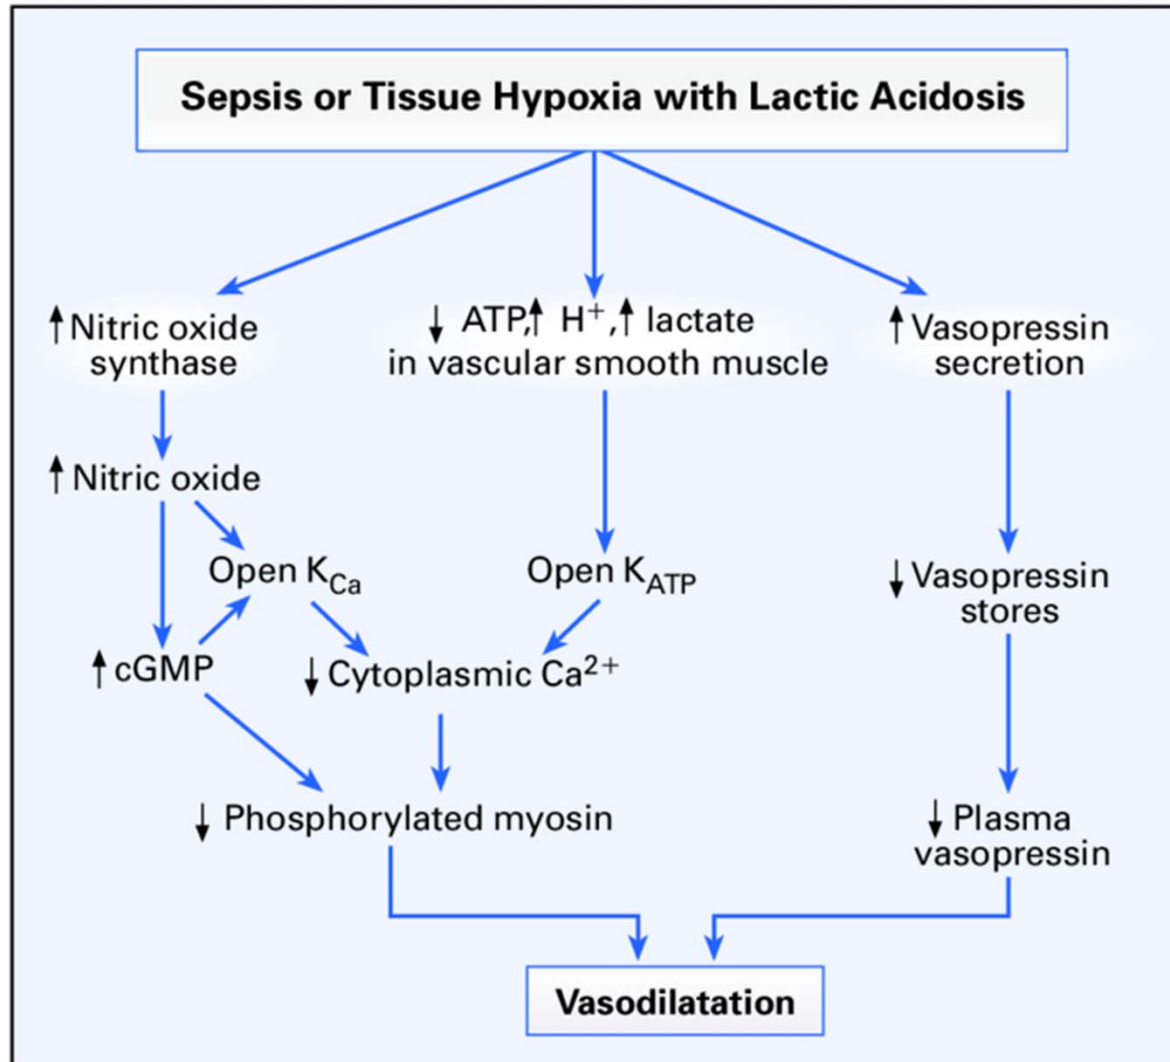 Sepsis or Tissue Hypoxia with Lactic Acidosis
↑ Nitric oxide
synthase
↓ ATP,↑ H⁺,↑ lactate
in vascular smooth muscle
↑ Vasopressin
secretion
↑ Nitric oxide
Open K_Ca
Open K_ATP
↓ Vasopressin
stores
↑ cGMP
↓ Cytoplasmic Ca²⁺
↓ Phosphorylated myosin
↓ Plasma
vasopressin
Vasodilatation